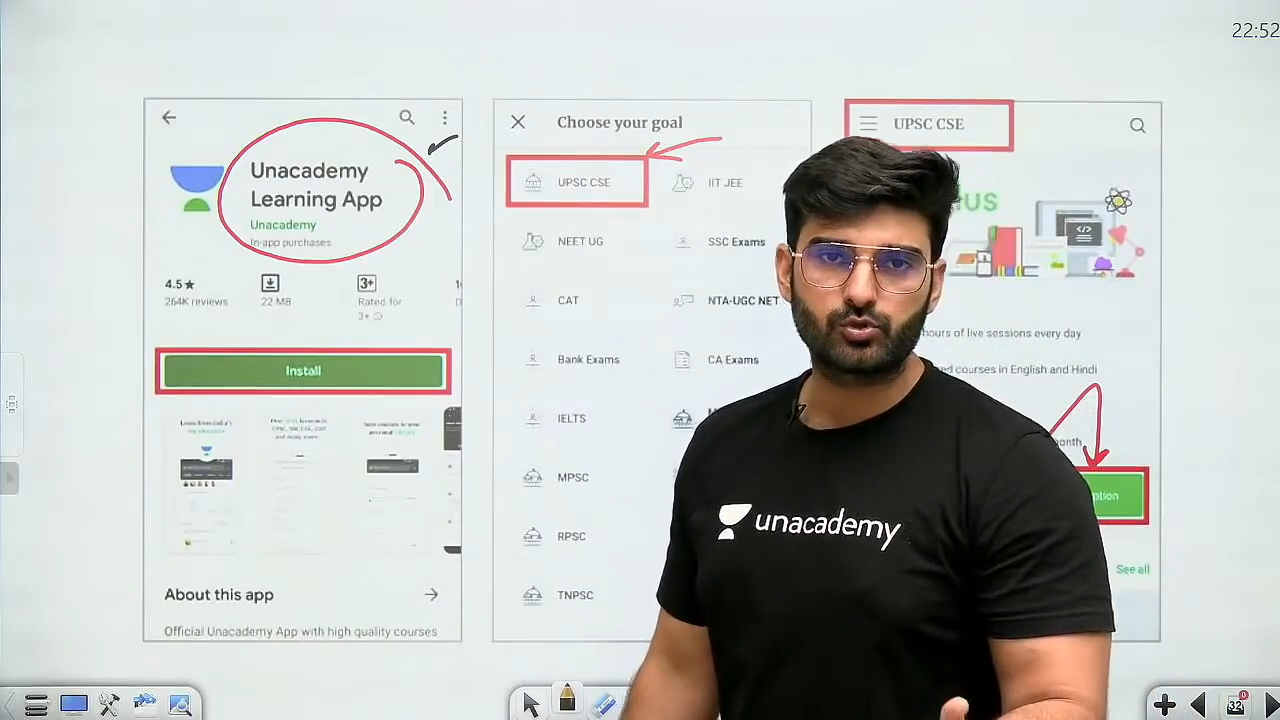 22:52
Unacademy
Learning App
Unacademy
In-app purchases
4.5★
264K reviews
22 MB
3+
Rated for
3+
Install
About this app
Official Unacademy App with high quality courses
Choose your goal
UPSC CSE
IIT JEE
NEET UG
SSC Exams
CAT
NTA-UGC NET
Bank Exams
CA Exams
IELTS
MPSC
RPSC
TNPSC
UPSC CSE
hours of live sessions every day
courses in English and Hindi
See all
unacademy
32